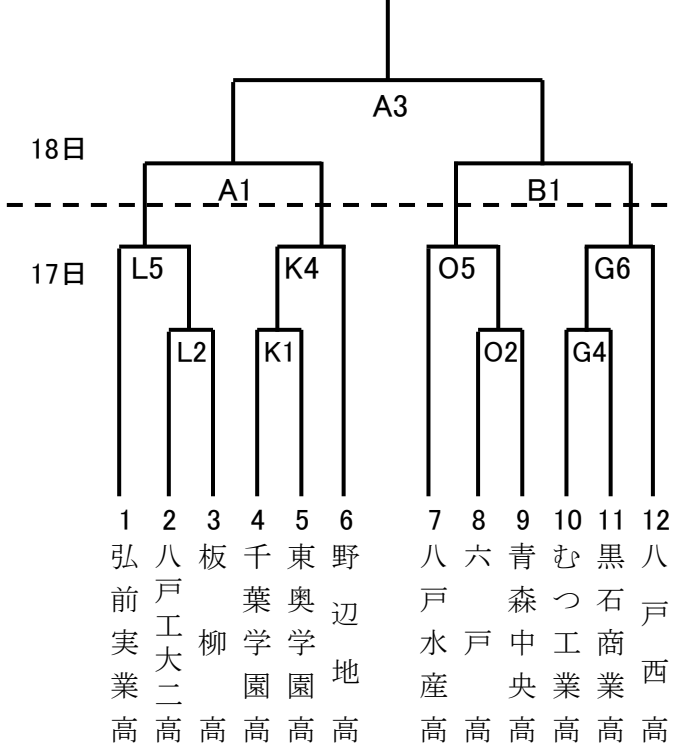 A3
18日
A1
B1
17日
L5
K4
O5
G6
L2
K1
O2
G4
1 2 3 4 5 6 7 8 9 10 11 12
弘前実業高
八戸工大二高
板柳高
千葉学園高
東奥学園高
野辺地高
八戸水産高
六戸高
青森中央高
むつ工業高
黒石商業高
八戸西高